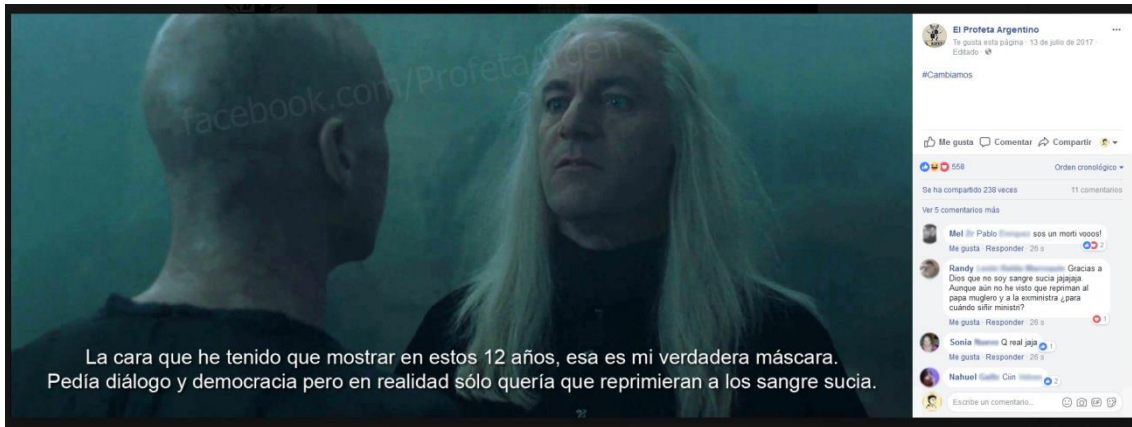 facebook.com/ProfetaArgen
La cara que he tenido que mostrar en estos 12 años, esa es mi verdadera máscara.
Pedía diálogo y democracia pero en realidad sólo quería que reprimieran a los sangre sucia.
El Profeta Argentino
Te gusta esta página · 13 de julio de 2017 ·
Editado ·
#Cambiamos
Me gusta Comentar Compartir
558 Orden cronológico
Se ha compartido 238 veces 11 comentarios
Ver 5 comentarios más
Mel Pablo sos un morti vooos!
Me gusta · Responder · 26 s 2
Randy Gracias a
Dios que no soy sangre sucia jajajaja.
Aunque aún no he visto que repriman al
papa muglero y a la exministra ¿para
cuándo siñir ministri?
Me gusta · Responder · 26 s 1
Sonia Q real jaja 1
Me gusta · Responder · 26 s
Nahuel Ciin 2
Escribe un comentario...